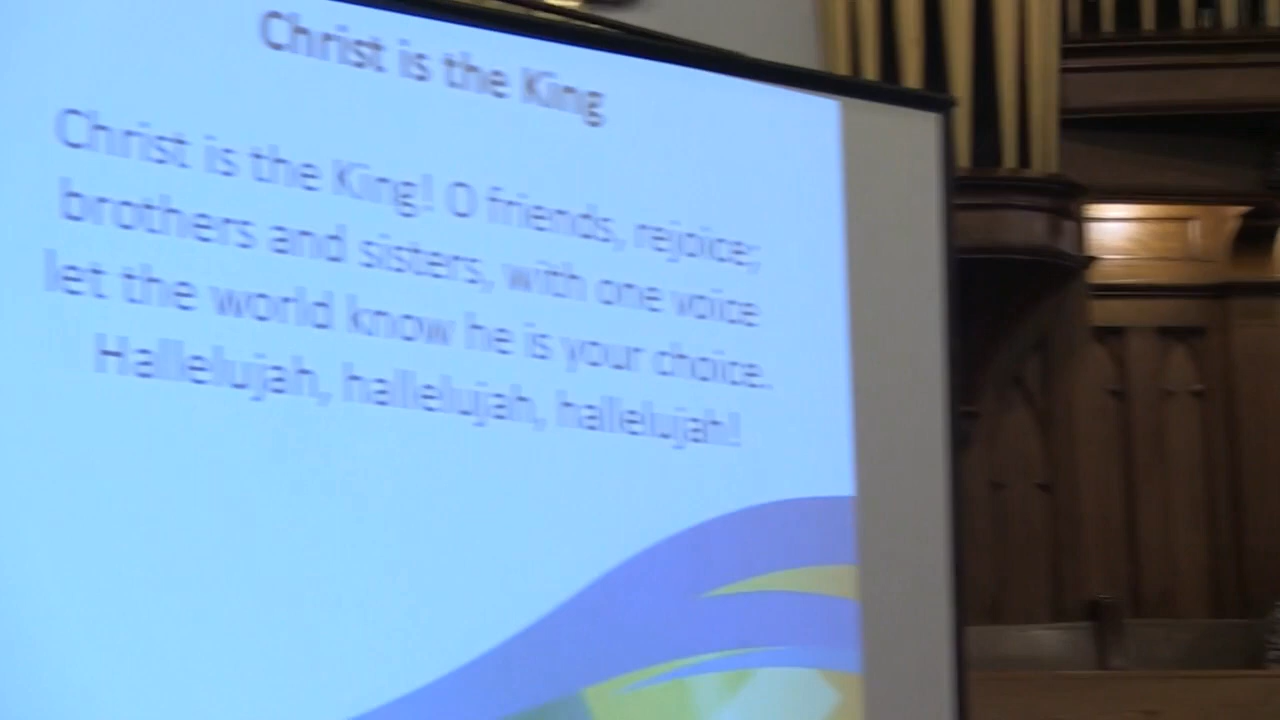 Christ is the King
Christ is the King! O friends, rejoice;
brothers and sisters, with one voice
let the world know he is your choice.
Hallelujah, hallelujah, hallelujah!